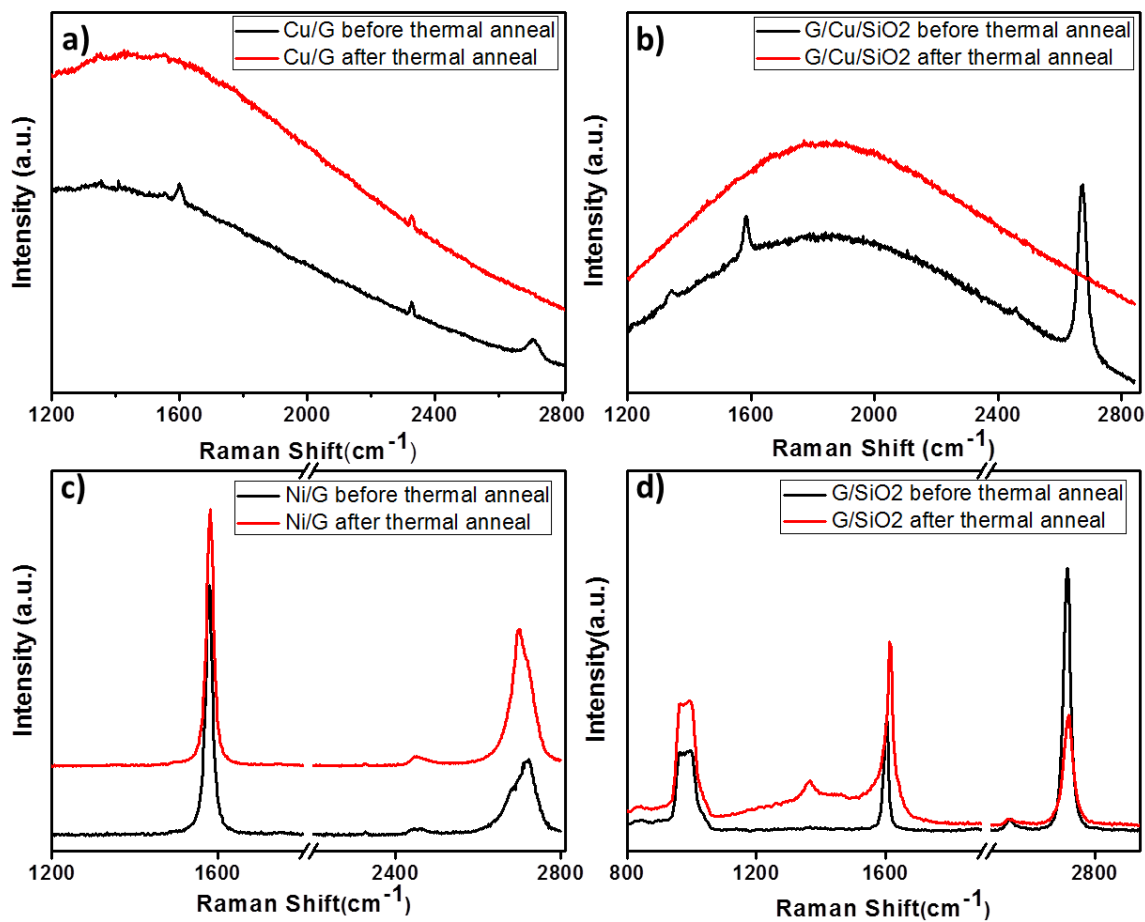 a)
Cu/G before thermal anneal
Cu/G after thermal anneal
Intensity (a.u.)
1200 1600 2000 2400 2800
Raman Shift(cm-1)
b)
G/Cu/SiO2 before thermal anneal
G/Cu/SiO2 after thermal anneal
Intensity (a.u.)
1200 1600 2000 2400 2800
Raman Shift (cm-1)
c)
Ni/G before thermal anneal
Ni/G after thermal anneal
Intensity (a.u.)
1200 1600 2400 2800
Raman Shift(cm-1)
d)
G/SiO2 before thermal anneal
G/SiO2 after thermal anneal
Intensity(a.u.)
800 1200 1600 2800
Raman Shift(cm-1)